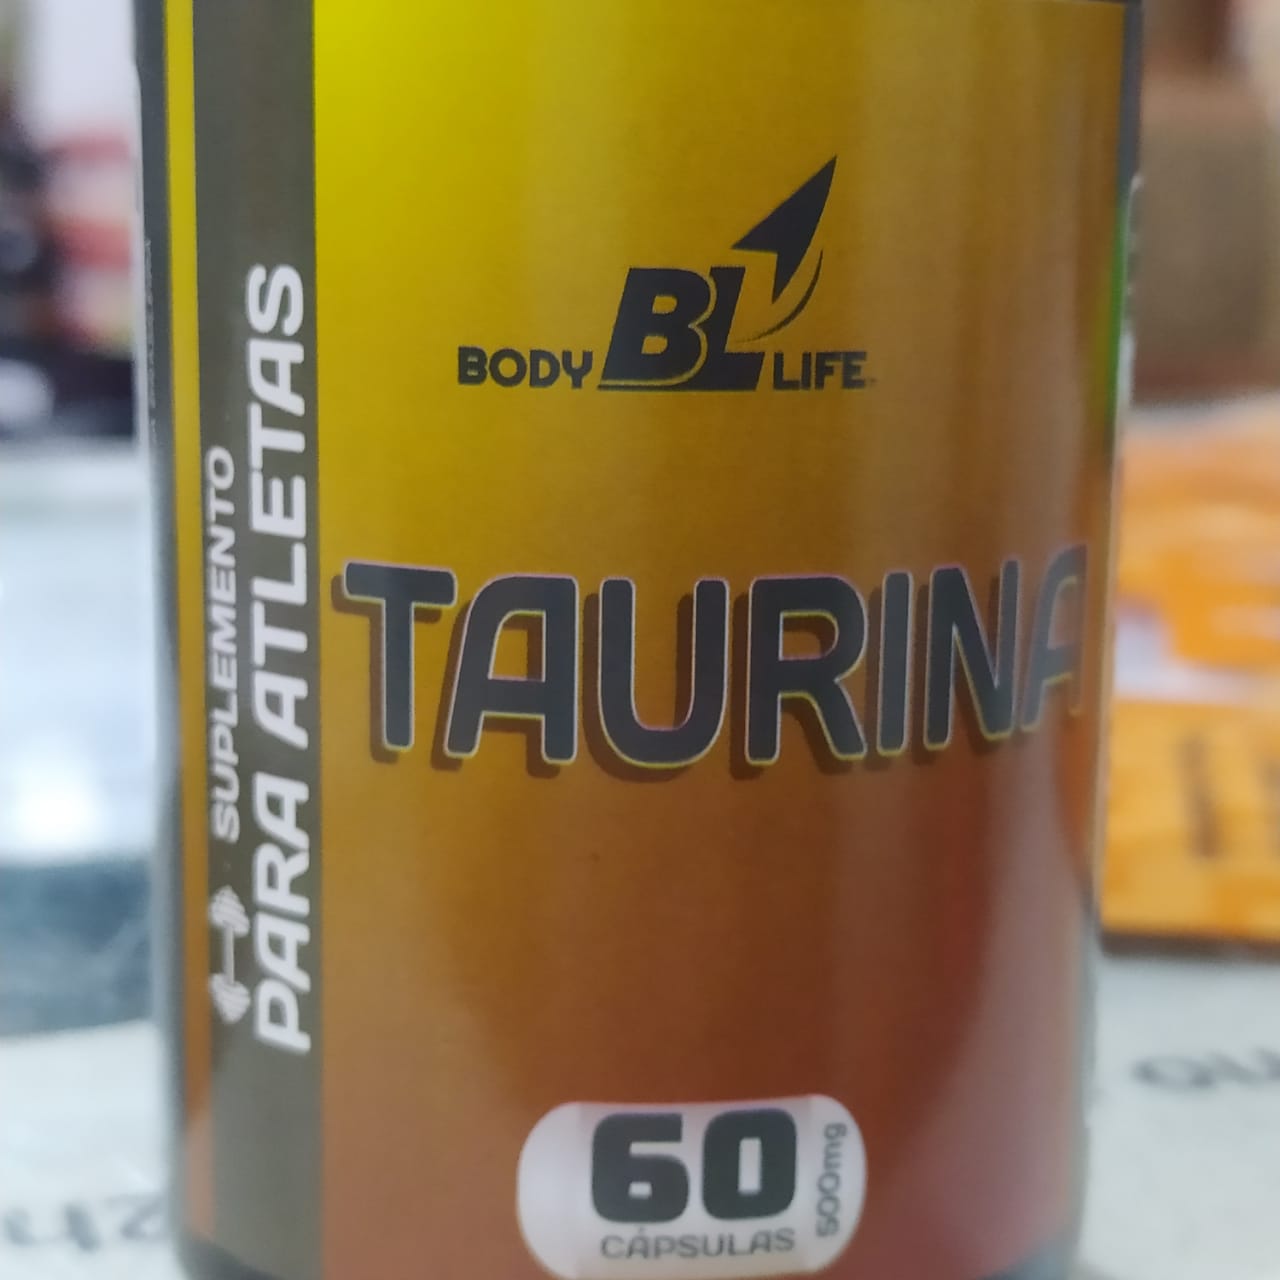 SUPLEMENTO
PARA ATLETAS
BODY BL LIFE
TAURINA
60
CÁPSULAS
500mg